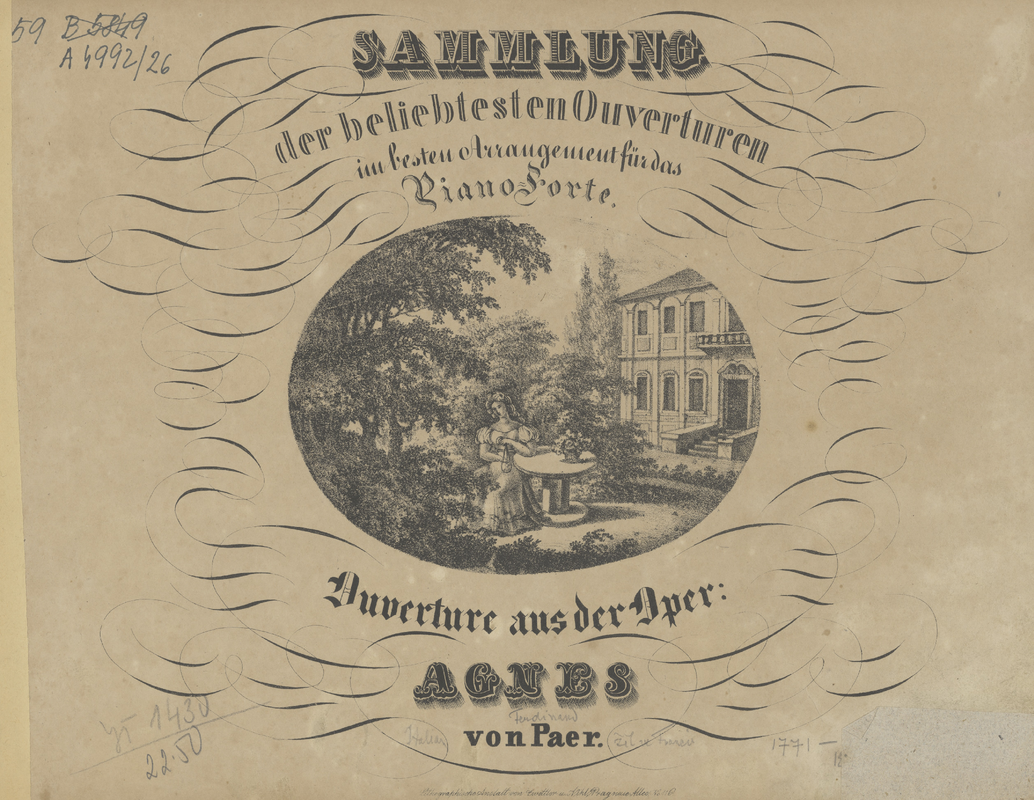 59 B 5849
A 4992/26
SAMMLUNG
der beliebtesten Ouverturen
im besten Arrangement für das
Piano-Forte.
Ouverture aus der Oper:
AGNES
Ferdinand
von Paer.
1771 –
1430
22·50